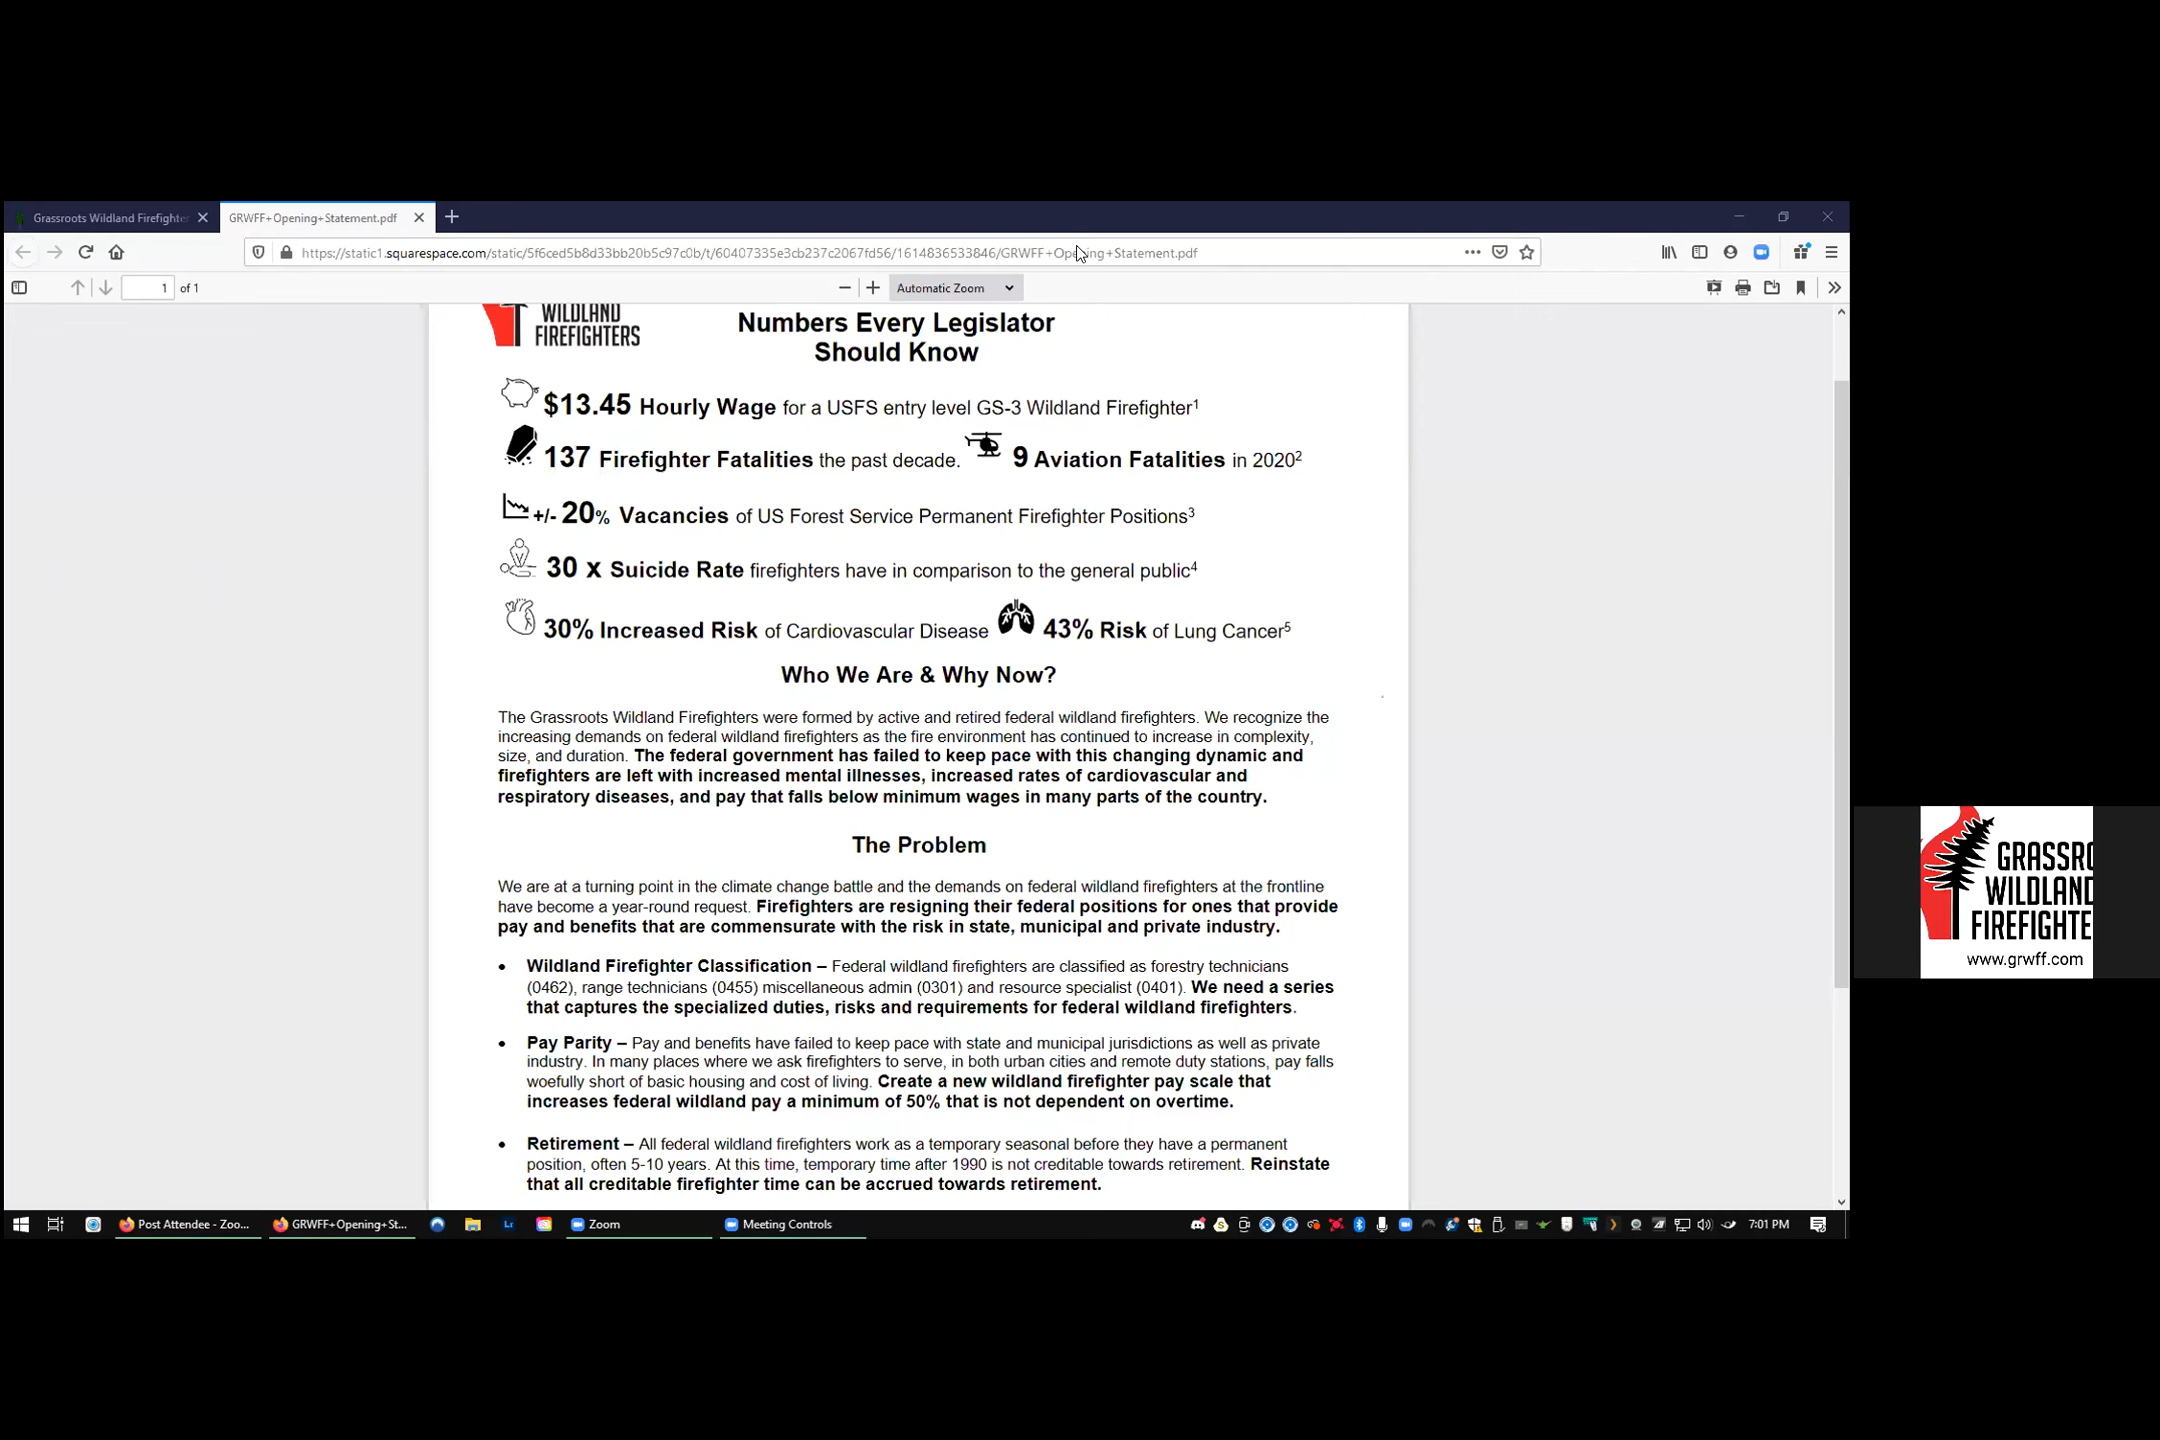 Grassroots Wildland Firefighter
GRWFF+Opening+Statement.pdf
https://static1.squarespace.com/static/5f6ced5b8d33bb20b5c97c0b/t/60407335e3cb237c2067fd56/1614836533846/GRWFF+Opening+Statement.pdf
1 of 1
Automatic Zoom
WILDLAND
FIREFIGHTERS
Numbers Every Legislator
Should Know
$13.45 Hourly Wage for a USFS entry level GS-3 Wildland Firefighter1
137 Firefighter Fatalities the past decade. 9 Aviation Fatalities in 20202
+/- 20% Vacancies of US Forest Service Permanent Firefighter Positions3
30 x Suicide Rate firefighters have in comparison to the general public4
30% Increased Risk of Cardiovascular Disease 43% Risk of Lung Cancer5
Who We Are & Why Now?
The Grassroots Wildland Firefighters were formed by active and retired federal wildland firefighters. We recognize the
increasing demands on federal wildland firefighters as the fire environment has continued to increase in complexity,
size, and duration. The federal government has failed to keep pace with this changing dynamic and
firefighters are left with increased mental illnesses, increased rates of cardiovascular and
respiratory diseases, and pay that falls below minimum wages in many parts of the country.
The Problem
We are at a turning point in the climate change battle and the demands on federal wildland firefighters at the frontline
have become a year-round request. Firefighters are resigning their federal positions for ones that provide
pay and benefits that are commensurate with the risk in state, municipal and private industry.
• Wildland Firefighter Classification – Federal wildland firefighters are classified as forestry technicians
(0462), range technicians (0455) miscellaneous admin (0301) and resource specialist (0401). We need a series
that captures the specialized duties, risks and requirements for federal wildland firefighters.
• Pay Parity – Pay and benefits have failed to keep pace with state and municipal jurisdictions as well as private
industry. In many places where we ask firefighters to serve, in both urban cities and remote duty stations, pay falls
woefully short of basic housing and cost of living. Create a new wildland firefighter pay scale that
increases federal wildland pay a minimum of 50% that is not dependent on overtime.
• Retirement – All federal wildland firefighters work as a temporary seasonal before they have a permanent
position, often 5-10 years. At this time, temporary time after 1990 is not creditable towards retirement. Reinstate
that all creditable firefighter time can be accrued towards retirement.
GRASSRO
WILDLAND
FIREFIGHTE
www.grwff.com
Post Attendee - Zoo...
GRWFF+Opening+St...
Lr
Zoom
Meeting Controls
7:01 PM